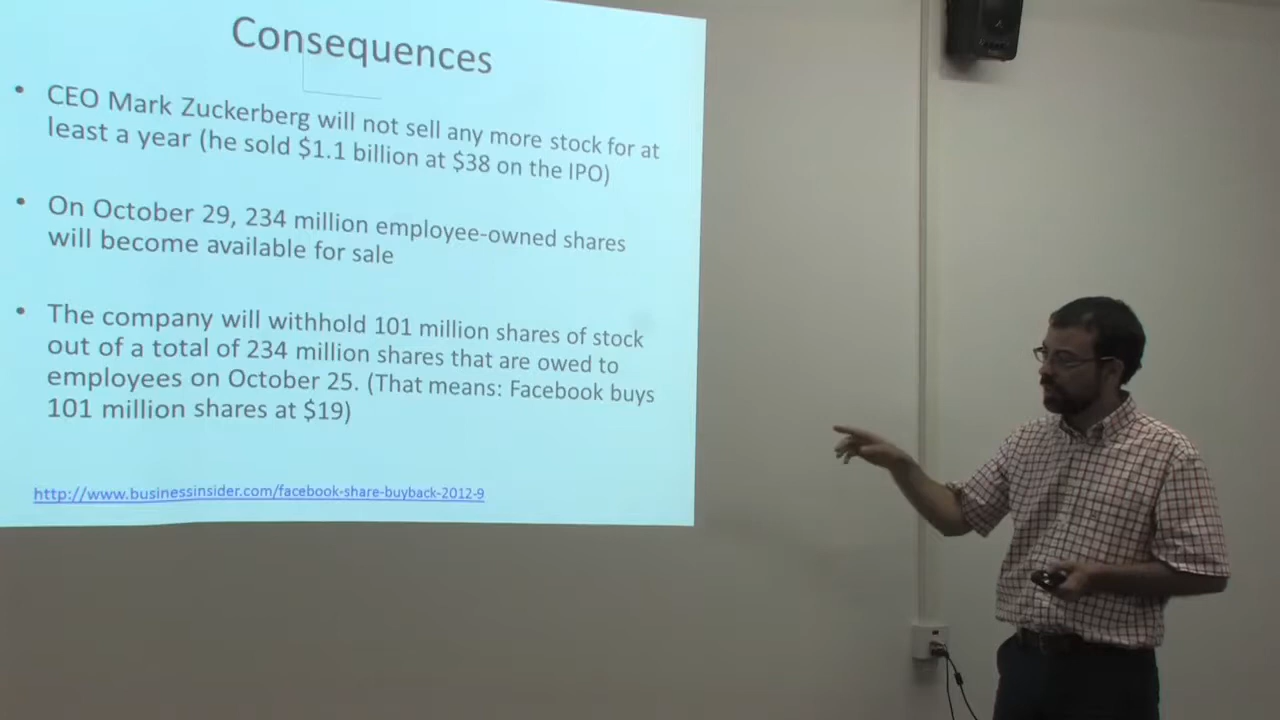 Consequences
• CEO Mark Zuckerberg will not sell any more stock for at
least a year (he sold $1.1 billion at $38 on the IPO)
• On October 29, 234 million employee-owned shares
will become available for sale
• The company will withhold 101 million shares of stock
out of a total of 234 million shares that are owed to
employees on October 25. (That means: Facebook buys
101 million shares at $19)
http://www.businessinsider.com/facebook-share-buyback-2012-9